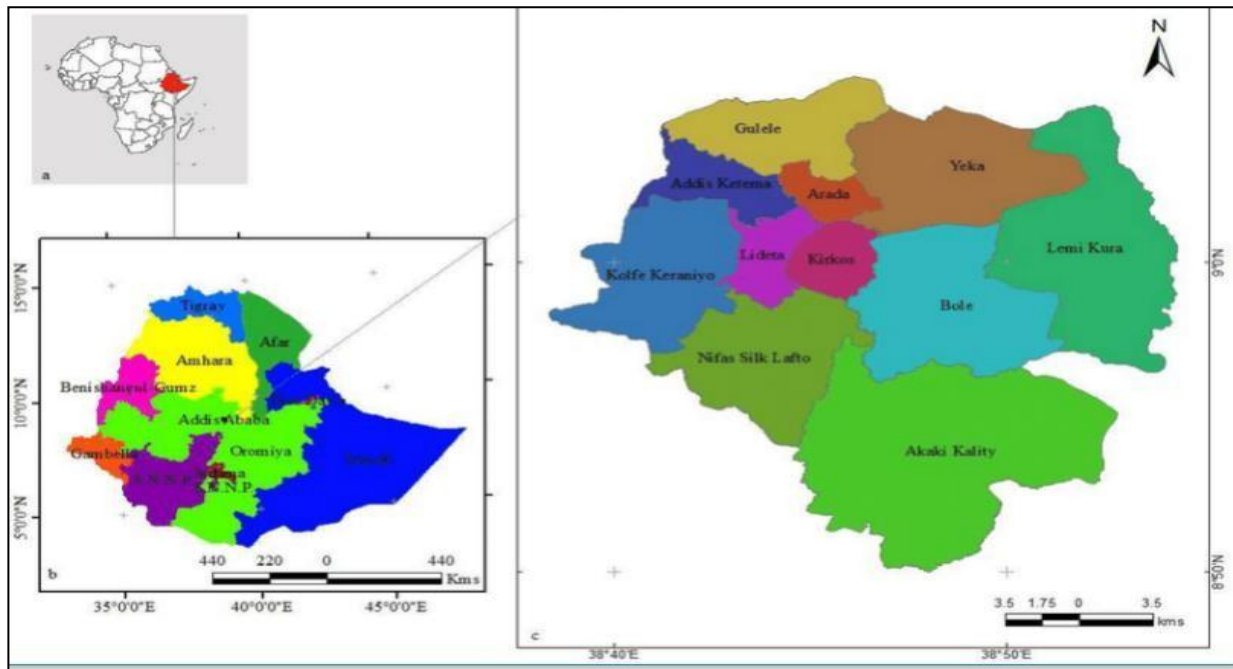 a
15°0'0"N
10°0'0"N
5°0'0"N
Tigray
Afar
Amhara
Benishangul-Gumz
Addis Ababa
Oromiya
Gambella
S.N.N.P.
440 220 0 440
Kms
b
35°0'0"E 40°0'0"E 45°0'0"E
N
Gulele
Yeka
Addis Ketema
Arada
Lemi Kura
Lideta
Kirkos
Kolfe Keraniyo
Bole
Nifas Silk Lafto
Akaki Kality
9°0'N
8°50'N
3.5 1.75 0 3.5
kms
c
38°40'E 38°50'E